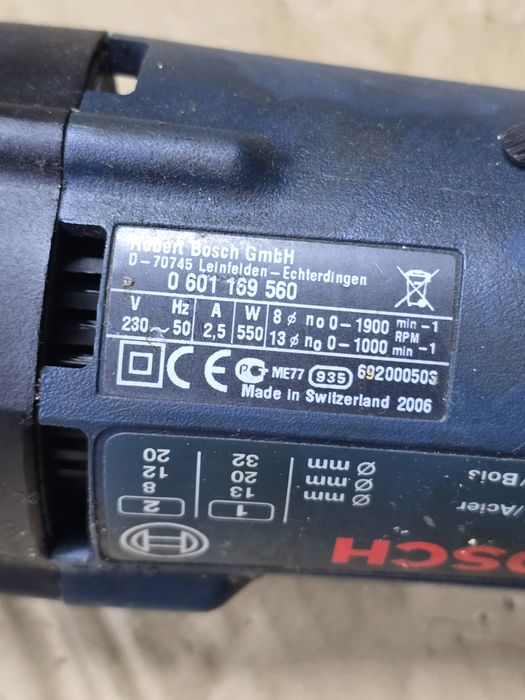 Robert Bosch GmbH
D-70745 Leinfelden-Echterdingen
0 601 169 560
V Hz A W 8 ø n₀ 0-1900 min-1
RPM
230~50 2,5 550 13 ø n₀ 0-1000 min-1
CE PCT ME77 935 69200050
Made in Switzerland 2006
/Acier
/Bois
2 1
8 13 ø mm
12 20 ø mm
20 32 ø mm
BOSCH